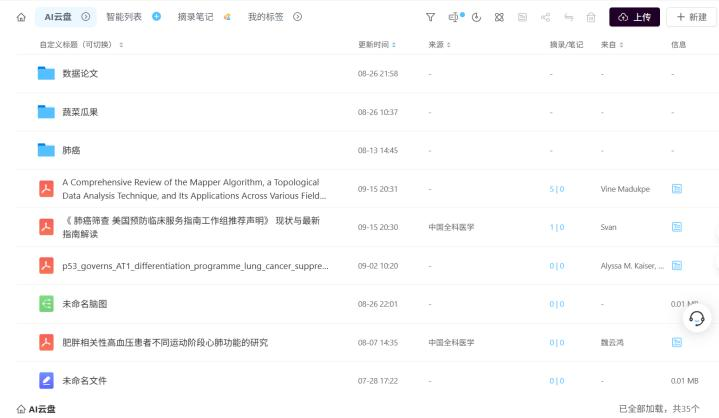 AI云盘 智能列表 摘录笔记 我的标签 上传 新建
自定义标题（可切换） 更新时间 来源 摘录/笔记 来自 信息
数据论文 08-26 21:58 - - - -
蔬菜瓜果 08-26 10:37 - - - -
肺癌 08-13 14:45 - - - -
A Comprehensive Review of the Mapper Algorithm, a Topological
Data Analysis Technique, and Its Applications Across Various Field... 09-15 20:31 - 5 | 0 Vine Madukpe
《 肺癌筛查 美国预防临床服务指南工作组推荐声明》 现状与最新
指南解读 09-15 20:30 中国全科医学 1 | 0 Svan
p53_governs_AT1_differentiation_programme_lung_cancer_suppre... 09-02 10:20 - 0 | 0 Alyssa M. Kaiser, ...
未命名脑图 08-26 22:01 - 0 | 0 - 0.01 MB
肥胖相关性高血压患者不同运动阶段心肺功能的研究 08-07 14:35 中国全科医学 0 | 0 魏云鸿
未命名文件 07-28 17:22 - 0 | 0 - 0.01 MB
AI云盘 已全部加载，共35个